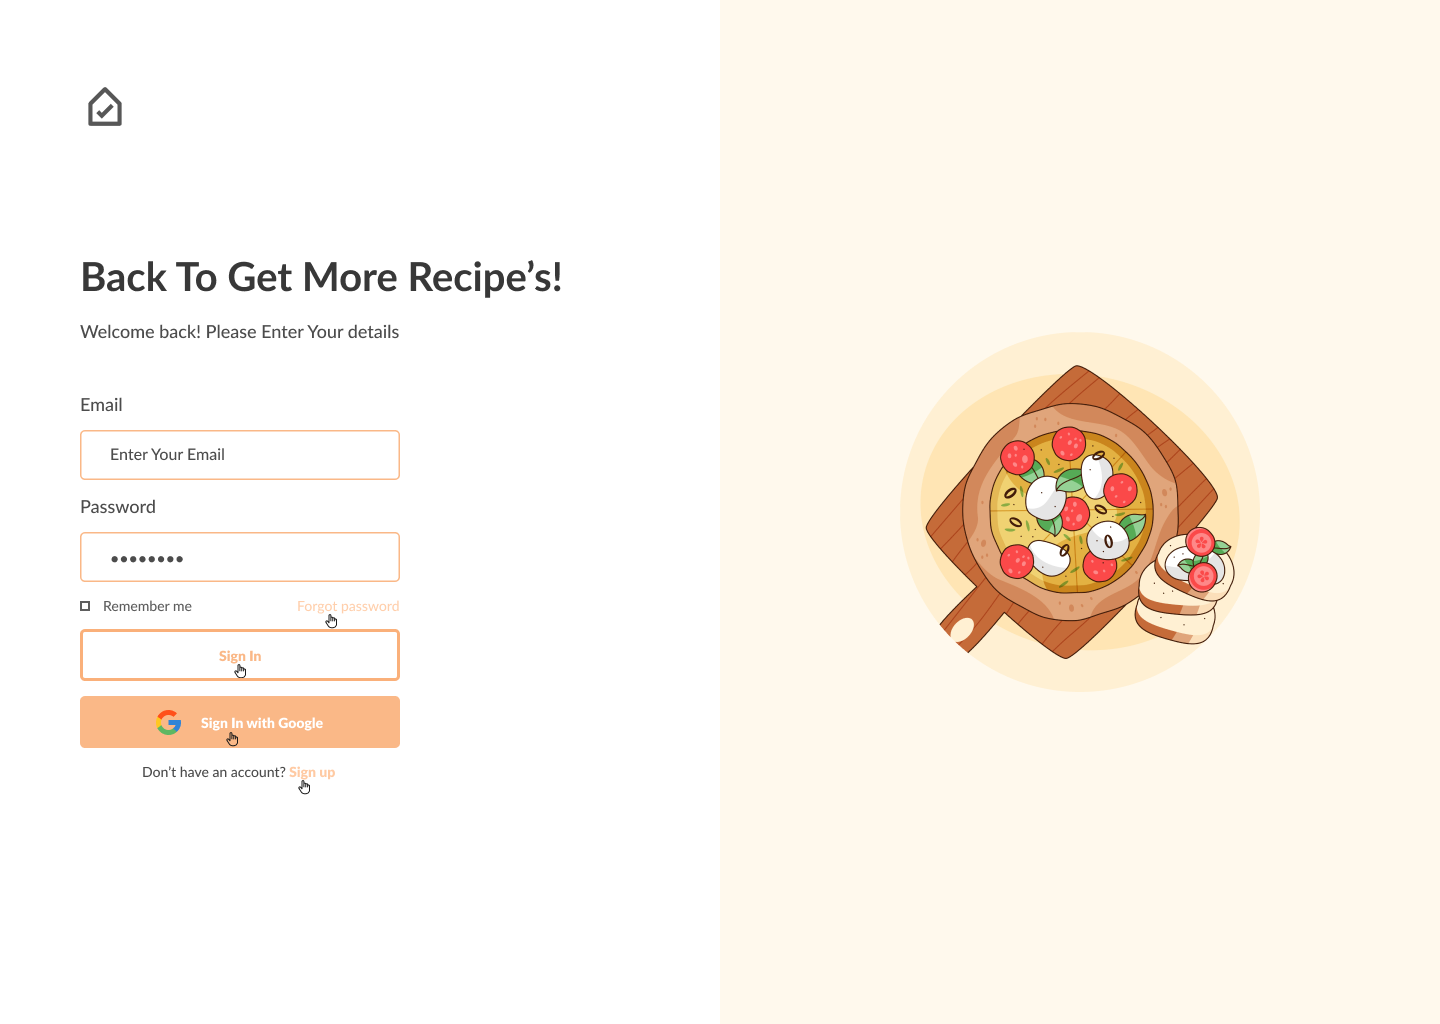 Back To Get More Recipe’s!
Welcome back! Please Enter Your details
Email
Enter Your Email
Password
••••••••
Remember me
Forgot password
Sign In
Sign In with Google
Don’t have an account? Sign up